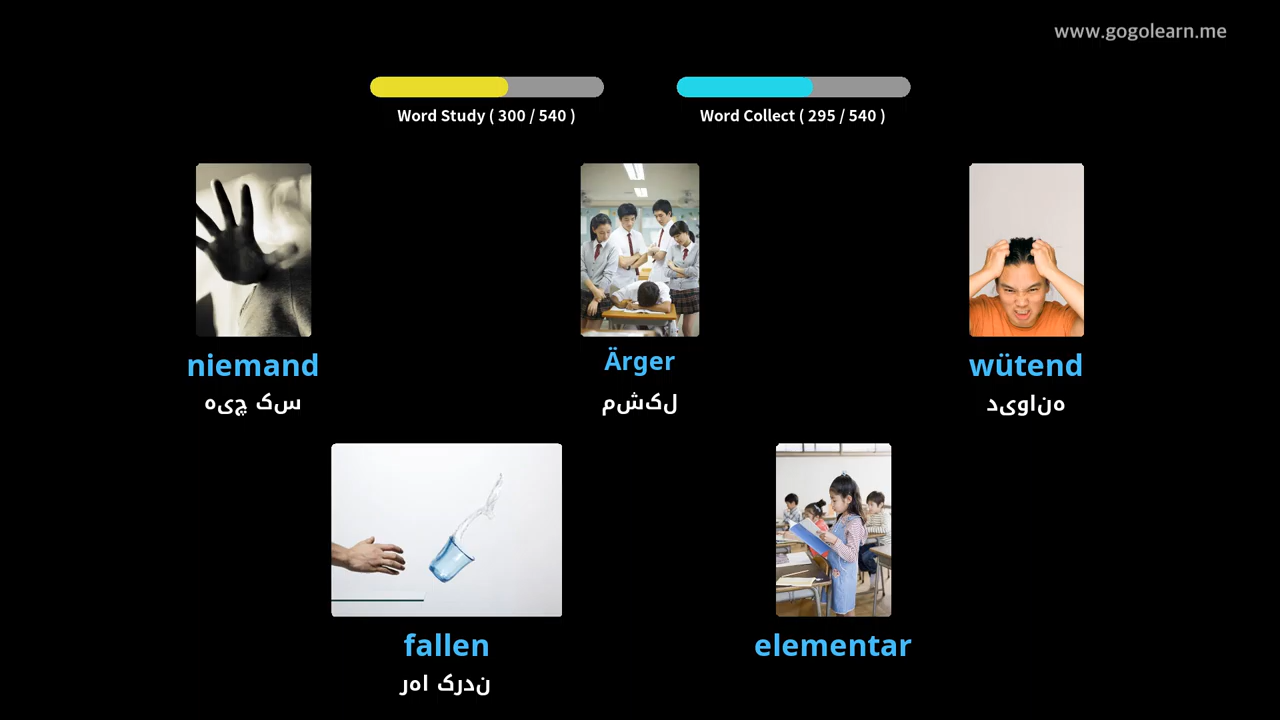 www.gogolearn.me
Word Study ( 300 / 540 )
Word Collect ( 295 / 540 )
niemand
Ärger
wütend
سک چیه
لکشم
هناوید
fallen
elementar
ندرک اهر